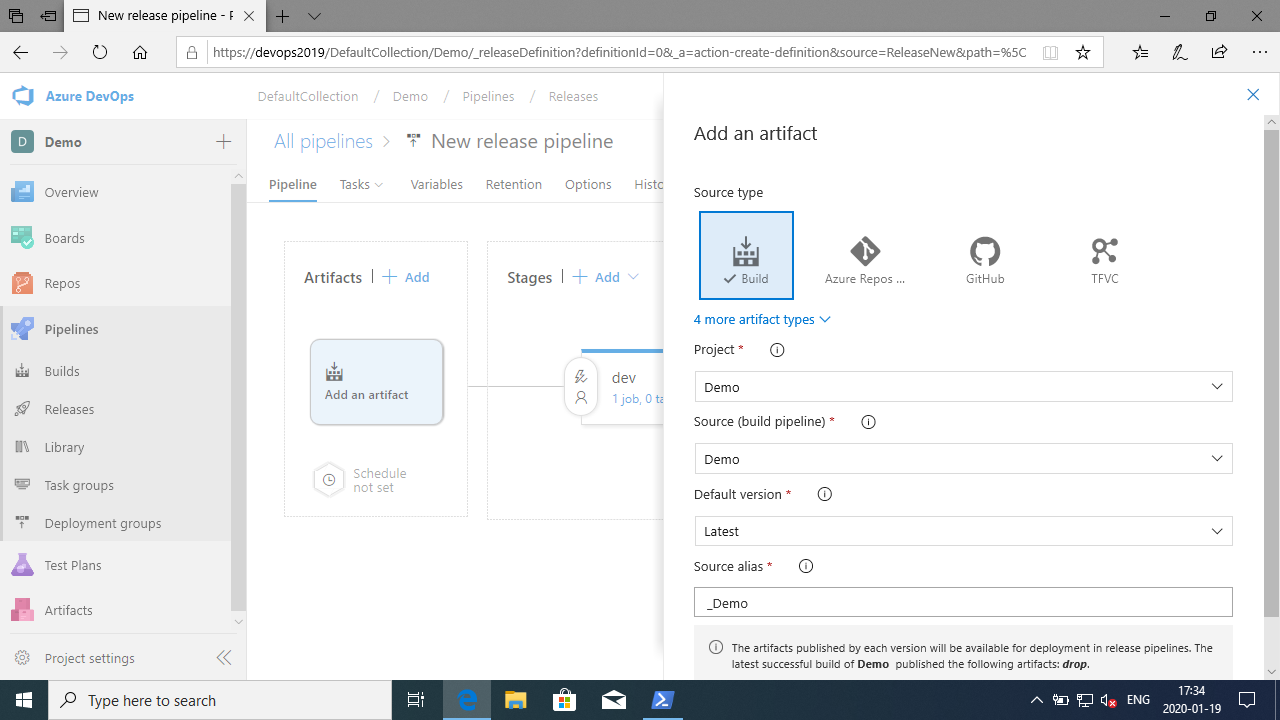 New release pipeline - P
https://devops2019/DefaultCollection/Demo/_releaseDefinition?definitionId=0&_a=action-create-definition&source=ReleaseNew&path=%5C
Azure DevOps
DefaultCollection / Demo / Pipelines / Releases
D Demo
All pipelines > New release pipeline
Pipeline Tasks Variables Retention Options Histo
Overview
Boards
Repos
Pipelines
Builds
Releases
Library
Task groups
Deployment groups
Test Plans
Artifacts
Project settings
Artifacts | + Add
Add an artifact
Schedule
not set
Stages | + Add
dev
1 job, 0 ta
Add an artifact
Source type
Build
Azure Repos ...
GitHub
TFVC
4 more artifact types
Project *
Demo
Source (build pipeline) *
Demo
Default version *
Latest
Source alias *
_Demo
The artifacts published by each version will be available for deployment in release pipelines. The
latest successful build of Demo published the following artifacts: drop.
Type here to search
ENG
17:34
2020-01-19